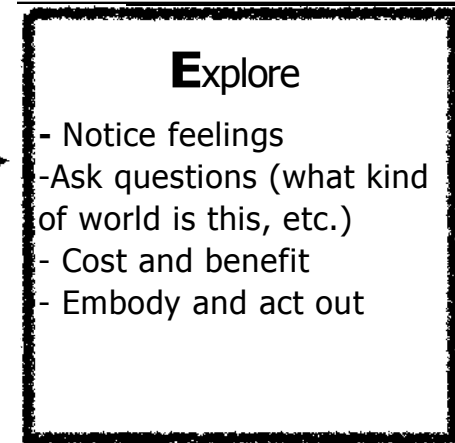 Explore
- Notice feelings
-Ask questions (what kind
of world is this, etc.)
- Cost and benefit
- Embody and act out